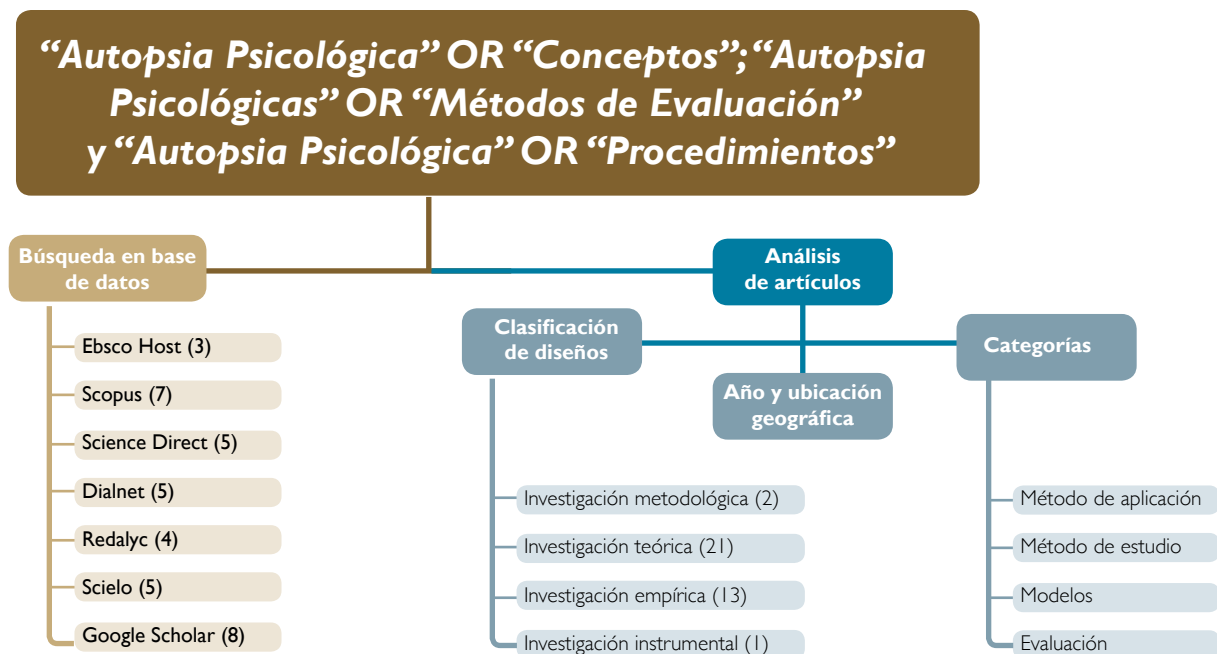 “Autopsia Psicológica” OR “Conceptos”; “Autopsia
Psicológicas” OR “Métodos de Evaluación”
y “Autopsia Psicológica” OR “Procedimientos”
Búsqueda en base
de datos
Ebsco Host (3)
Scopus (7)
Science Direct (5)
Dialnet (5)
Redalyc (4)
Scielo (5)
Google Scholar (8)
Análisis
de artículos
Clasificación
de diseños
Investigación metodológica (2)
Investigación teórica (21)
Investigación empírica (13)
Investigación instrumental (1)
Año y ubicación
geográfica
Categorías
Método de aplicación
Método de estudio
Modelos
Evaluación